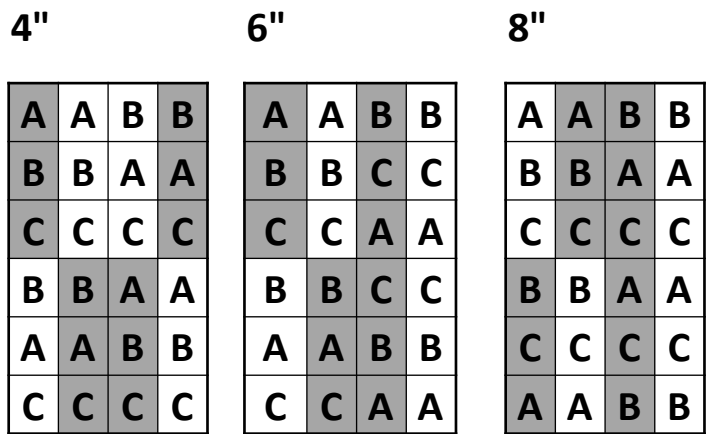 4" 6" 8"
A A B B A A B B A A B B
B B A A B B C C B B A A
C C C C C C A A C C C C
B B A A B B C C B B A A
A A B B A A B B C C C C
C C C C C C A A A A B B